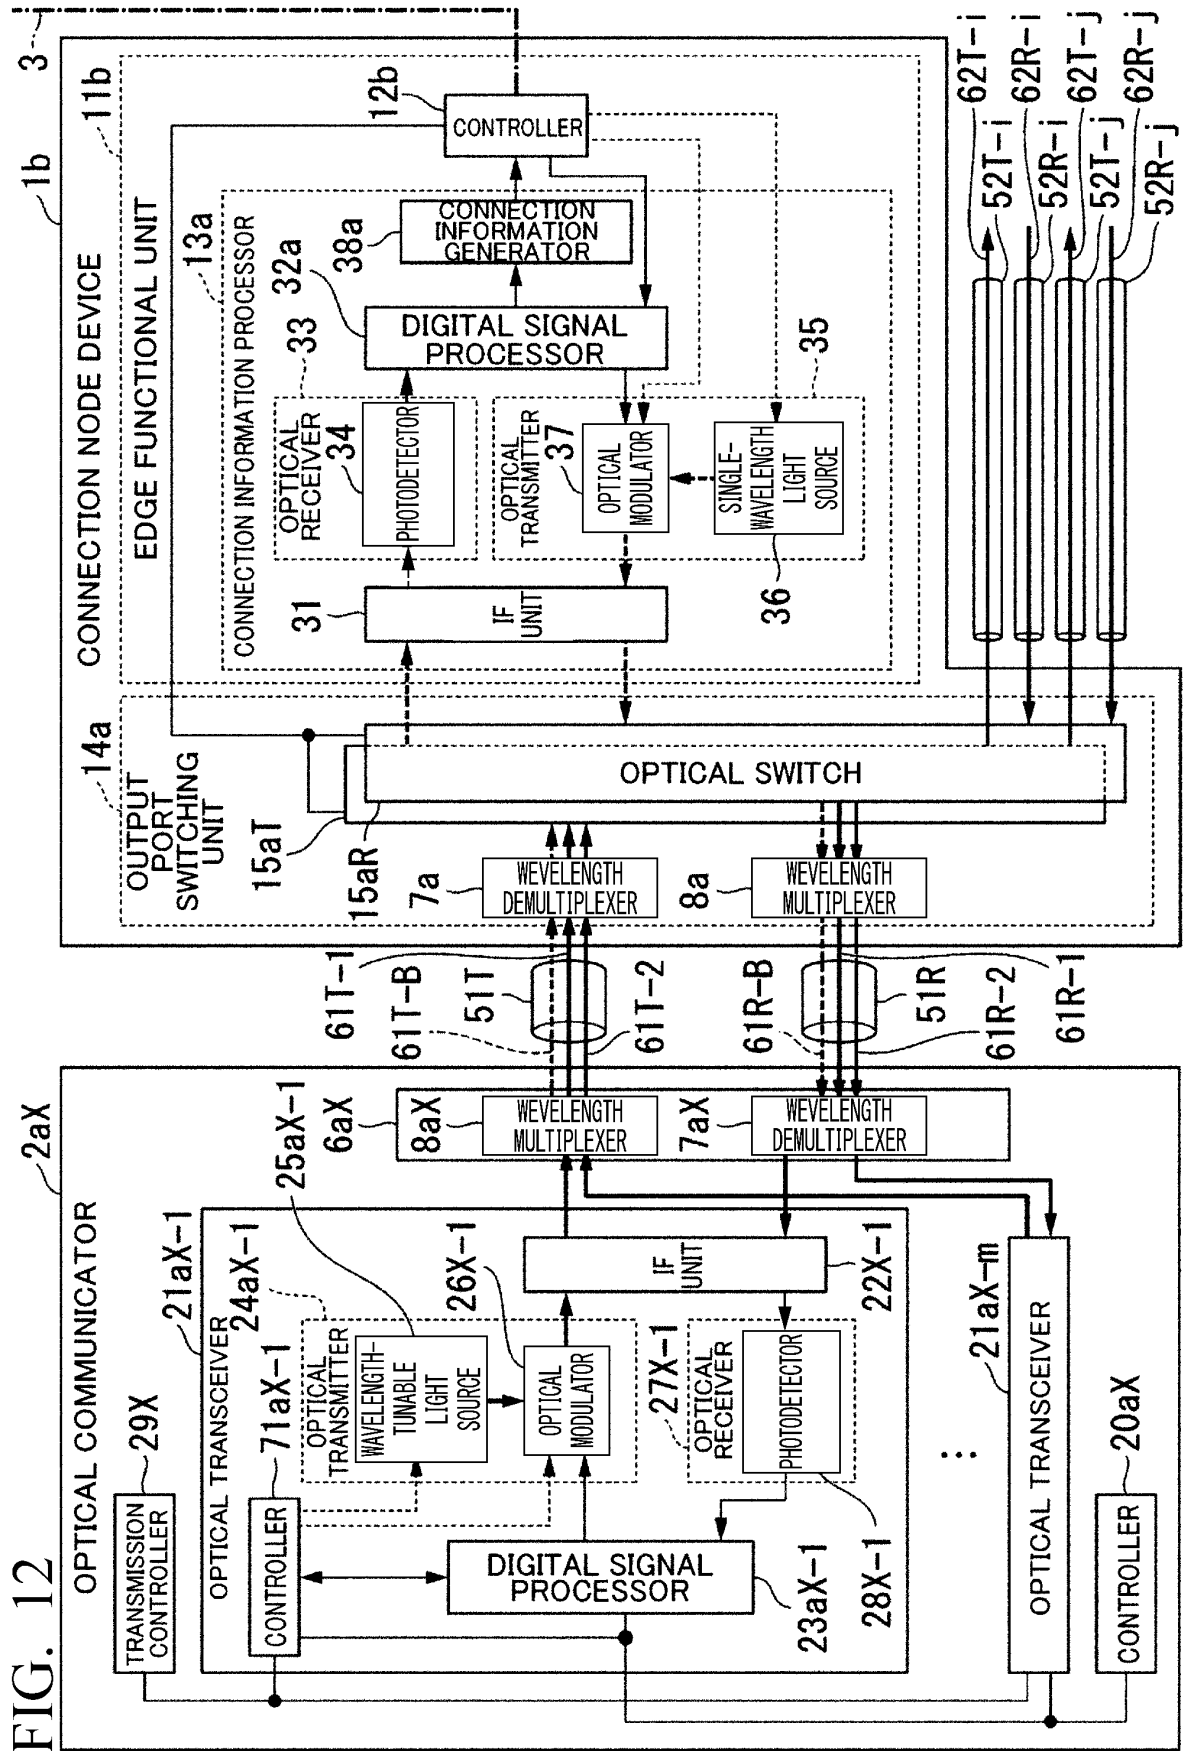 FIG. 12
OPTICAL COMMUNICATOR
2aX
29X
TRANSMISSION
CONTROLLER
71aX-1
CONTROLLER
OPTICAL TRANSCEIVER
21aX-1
24aX-1
OPTICAL
TRANSMITTER
25aX-1
WAVELENGTH-
TUNABLE
LIGHT
SOURCE
26X-1
OPTICAL
MODULATOR
DIGITAL SIGNAL
PROCESSOR
23aX-1
27X-1
OPTICAL
RECEIVER
PHOTODETECTOR
28X-1
IF
UNIT
22X-1
6aX
8aX
WEVELENGTH
MULTIPLEXER
7aX
WEVELENGTH
DEMULTIPLEXER
OPTICAL TRANSCEIVER
21aX-m
CONTROLLER
20aX
61T-1
61T-B
51T
61T-2
61R-B
51R
61R-2
61R-1
CONNECTION NODE DEVICE
1b
3
OUTPUT
PORT
SWITCHING
UNIT
14a
15aT
15aR
7a
WEVELENGTH
DEMULTIPLEXER
8a
WEVELENGTH
MULTIPLEXER
OPTICAL SWITCH
EDGE FUNCTIONAL UNIT
11b
CONNECTION INFORMATION PROCESSOR
13a
31
IF
UNIT
OPTICAL
RECEIVER
33
34
PHOTODETECTOR
OPTICAL
TRANSMITTER
35
37
OPTICAL
MODULATOR
SINGLE-
WAVELENGTH
LIGHT
SOURCE
36
32a
DIGITAL SIGNAL
PROCESSOR
38a
CONNECTION
INFORMATION
GENERATOR
12b
CONTROLLER
62T-i
52T-i
62R-i
52R-i
62T-j
52T-j
62R-j
52R-j